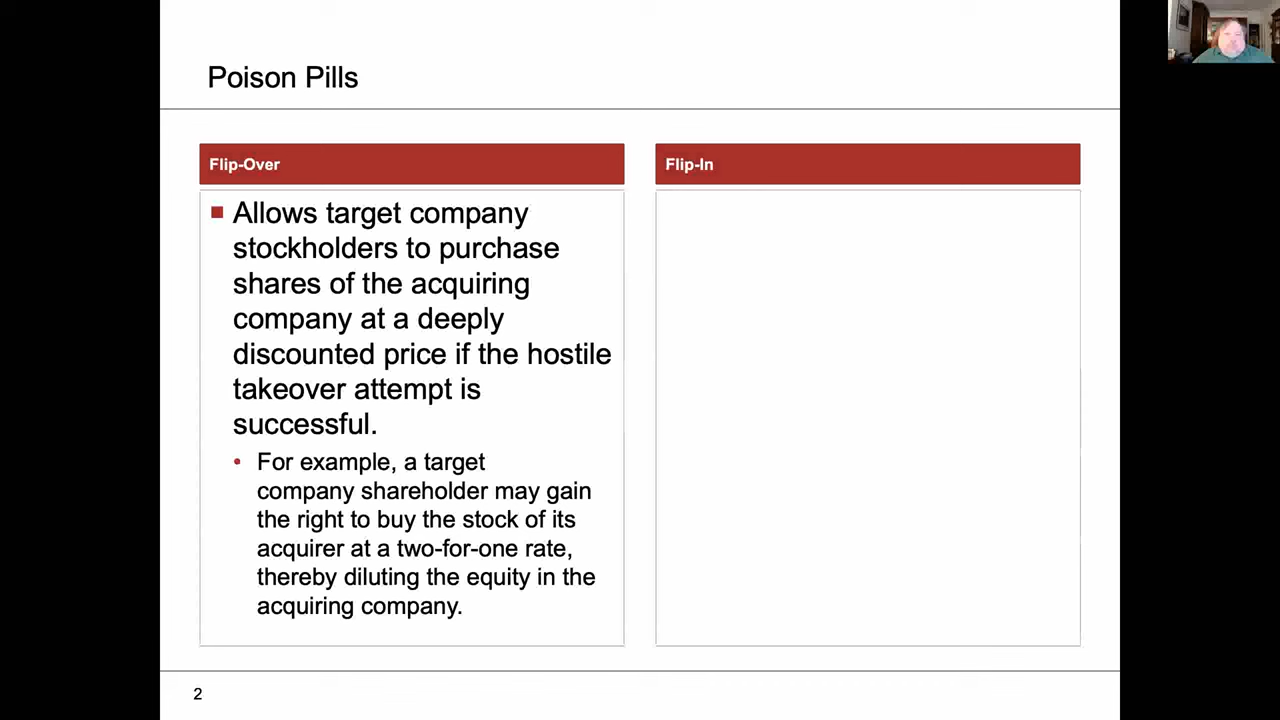 Poison Pills
Flip-Over
Allows target company
stockholders to purchase
shares of the acquiring
company at a deeply
discounted price if the hostile
takeover attempt is
successful.
For example, a target
company shareholder may gain
the right to buy the stock of its
acquirer at a two-for-one rate,
thereby diluting the equity in the
acquiring company.
Flip-In
2